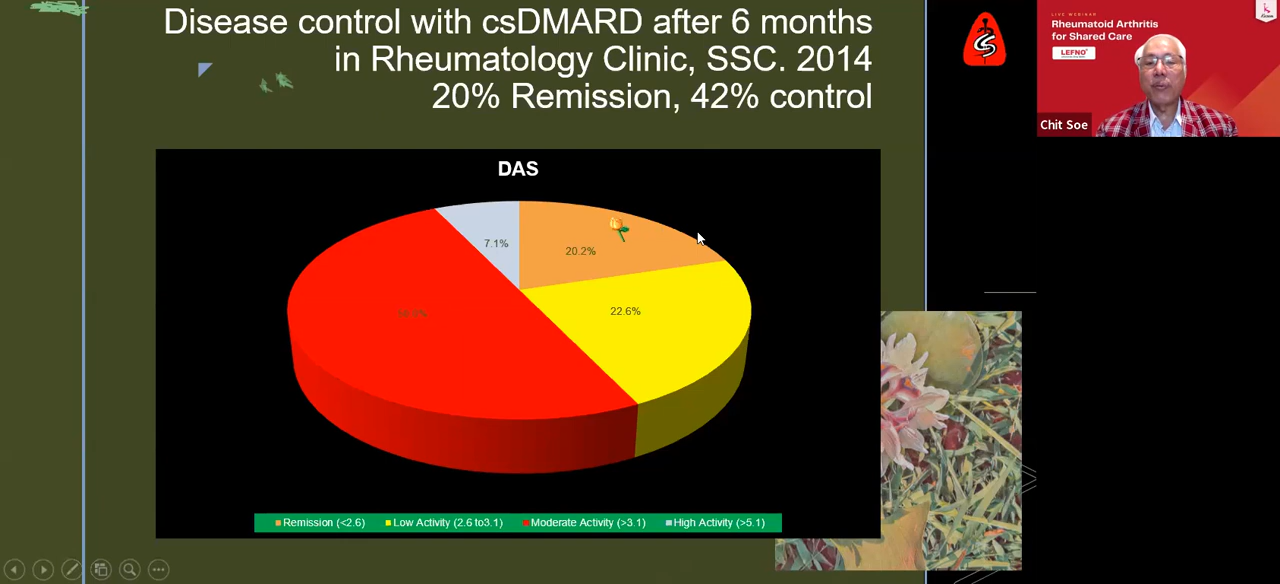 Disease control with csDMARD after 6 months
in Rheumatology Clinic, SSC. 2014
20% Remission, 42% control
DAS
7.1%
20.2%
22.6%
Remission (<2.6) Low Activity (2.6 to3.1) Moderate Activity (>3.1) High Activity (>5.1)
LIVE WEBINAR
Rheumatoid Arthritis
for Shared Care
LEFNO
Chit Soe